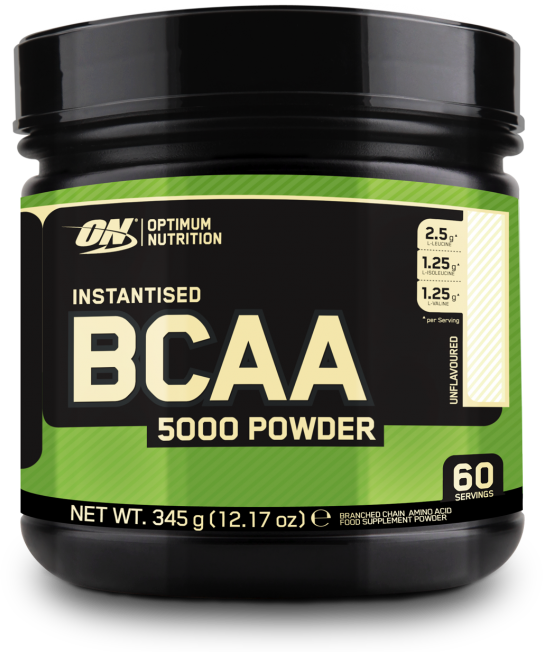 ON
OPTIMUM
NUTRITION
2.5g*
L-LEUCINE
1.25g*
L-ISOLEUCINE
1.25g*
L-VALINE
* per Serving
INSTANTISED
BCAA
5000 POWDER
UNFLAVOURED
60
SERVINGS
NET WT. 345 g (12.17 oz) ℮
BRANCHED CHAIN AMINO ACID
FOOD SUPPLEMENT POWDER